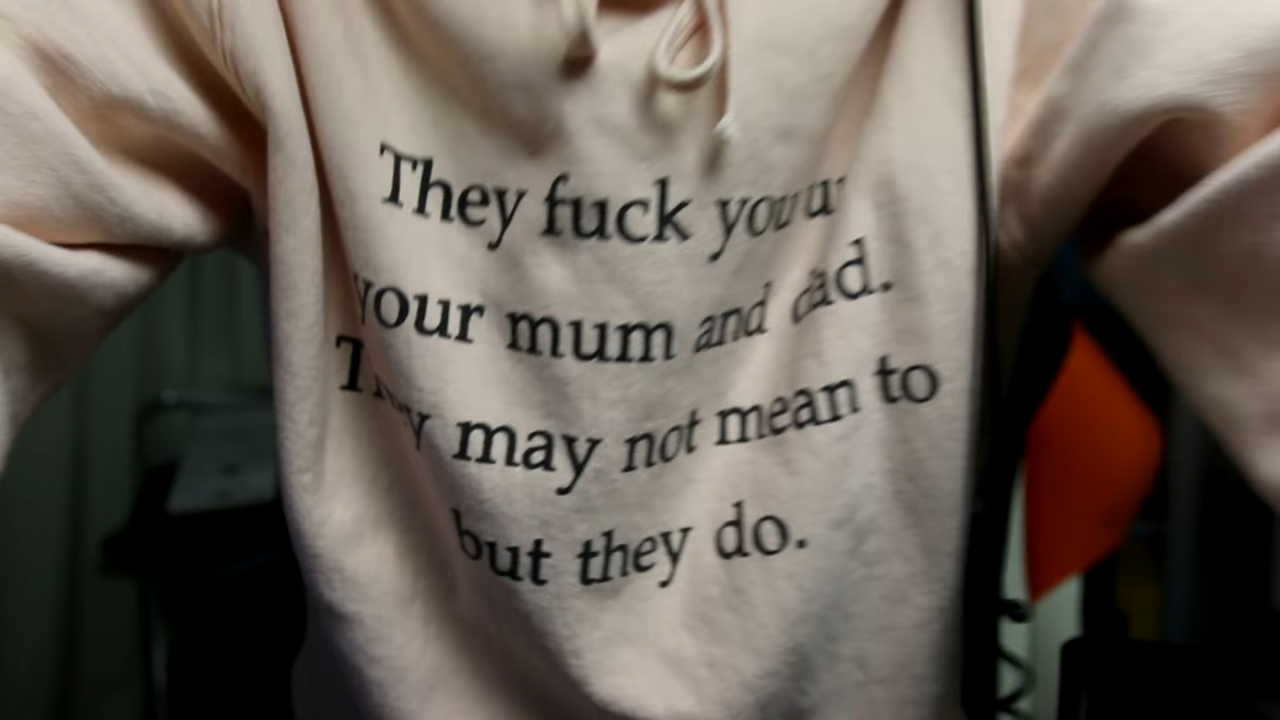 They fuck you
your mum and dad.
may not mean to
but they do.